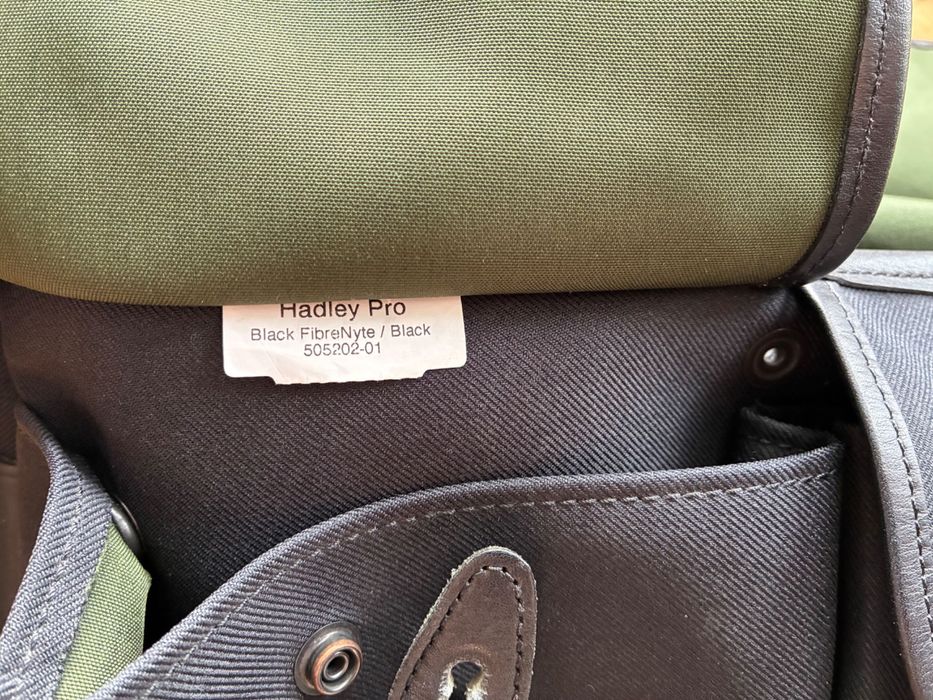 Hadley Pro
Black FibreNyte / Black
505202-01